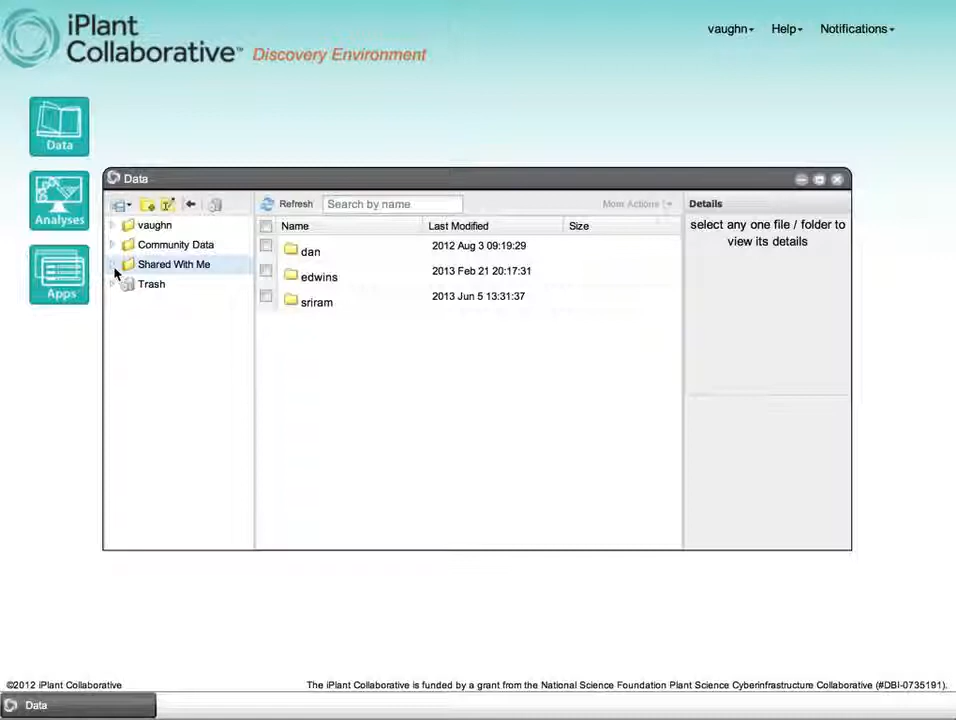 iPlant
Collaborative™ Discovery Environment
vaughn
Help
Notifications
Data
Analyses
Apps
Data
Refresh
Search by name
More Actions
Details
vaughn
Community Data
Shared With Me
Trash
Name Last Modified Size
dan 2012 Aug 3 09:19:29
edwins 2013 Feb 21 20:17:31
sriram 2013 Jun 5 13:31:37
select any one file / folder to
view its details
©2012 iPlant Collaborative
The iPlant Collaborative is funded by a grant from the National Science Foundation Plant Science Cyberinfrastructure Collaborative (#DBI-0735191).
Data